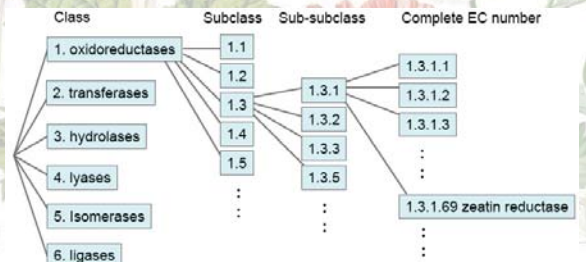 Class Subclass Sub-subclass Complete EC number
1. oxidoreductases
2. transferases
3. hydrolases
4. lyases
5. Isomerases
6. ligases
1.1
1.2
1.3
1.4
1.5
:
:
1.3.1
1.3.2
1.3.3
1.3.5
:
:
1.3.1.1
1.3.1.2
1.3.1.3
:
:
1.3.1.69 zeatin reductase
:
: